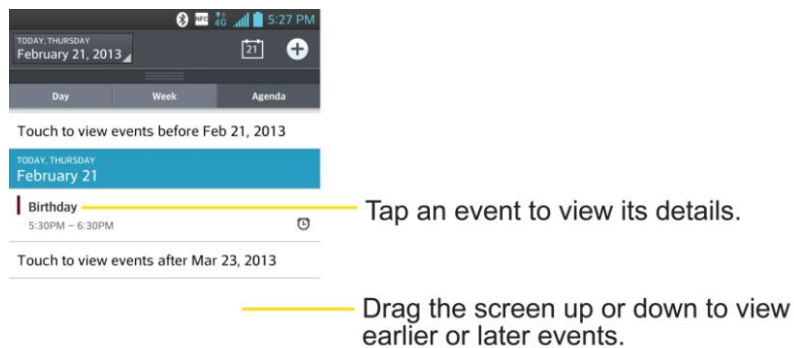 NFC 4G 5:27 PM
TODAY, THURSDAY
February 21, 2013
21
Day Week Agenda
Touch to view events before Feb 21, 2013
TODAY, THURSDAY
February 21
Birthday
5:30PM – 6:30PM
Touch to view events after Mar 23, 2013
Tap an event to view its details.
Drag the screen up or down to view
earlier or later events.